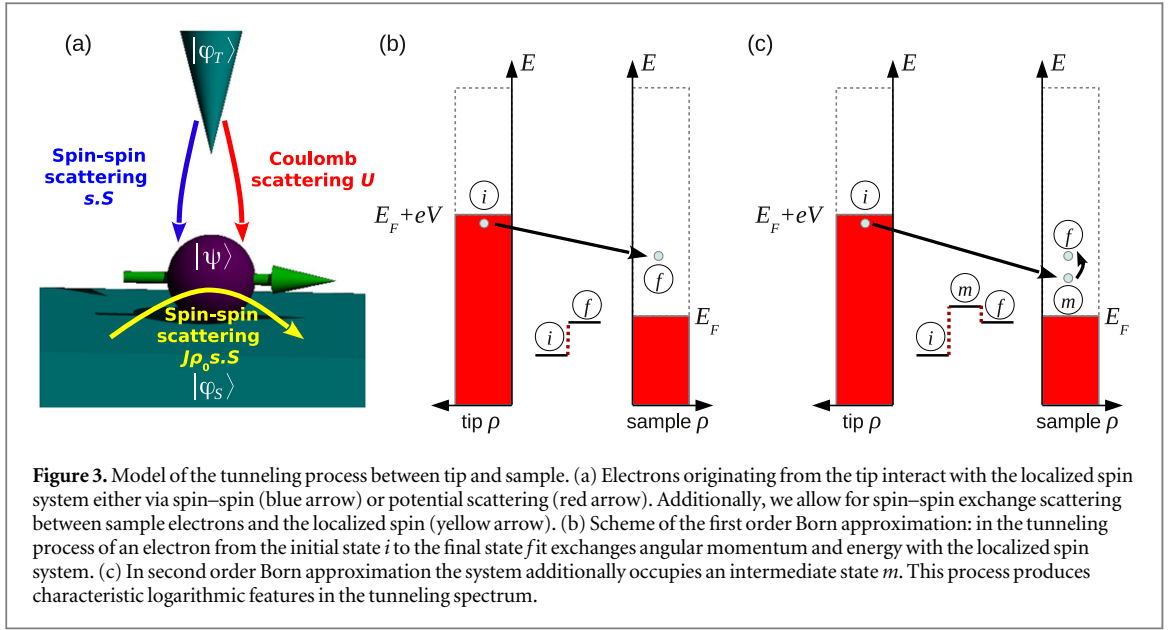 (a)
|φ_T⟩
Spin-spin
scattering
s.S
Coulomb
scattering U
|ψ⟩
Spin-spin
scattering
Jρ₀s.S
|φ_S⟩
(b)
E
E
i
E_F+eV
f
f
i
E_F
tip ρ
sample ρ
(c)
E
E
i
E_F+eV
f
m
m
f
i
E_F
tip ρ
sample ρ
Figure 3. Model of the tunneling process between tip and sample. (a) Electrons originating from the tip interact with the localized spin
system either via spin–spin (blue arrow) or potential scattering (red arrow). Additionally, we allow for spin–spin exchange scattering
between sample electrons and the localized spin (yellow arrow). (b) Scheme of the first order Born approximation: in the tunneling
process of an electron from the initial state i to the final state f it exchanges angular momentum and energy with the localized spin
system. (c) In second order Born approximation the system additionally occupies an intermediate state m. This process produces
characteristic logarithmic features in the tunneling spectrum.